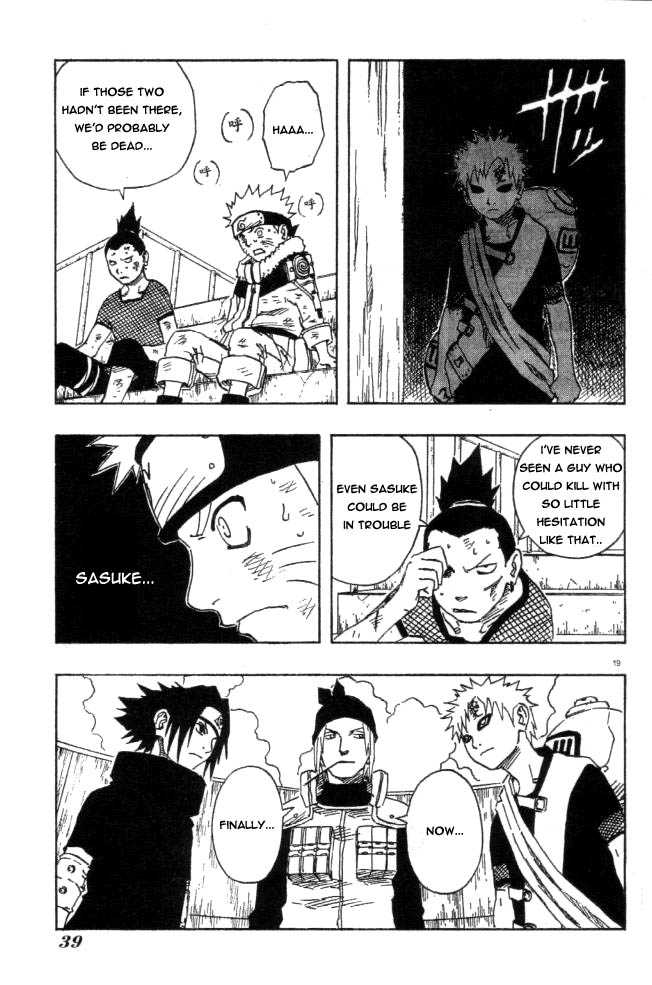 HAAA...
(呼)
(呼)
(呼)
IF THOSE TWO
HADN'T BEEN THERE,
WE'D PROBABLY
BE DEAD...
I'VE NEVER
SEEN A GUY WHO
COULD KILL WITH
SO LITTLE
HESITATION
LIKE THAT..
EVEN SASUKE
COULD BE
IN TROUBLE
SASUKE...
19
NOW...
FINALLY...
39